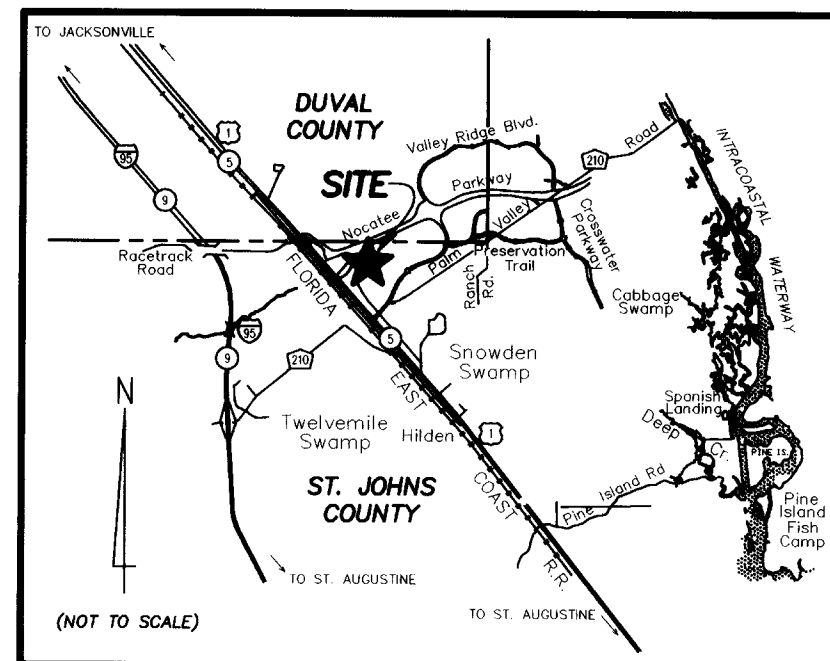 TO JACKSONVILLE
DUVAL
COUNTY
Valley Ridge Blvd.
1
5
95
9
SITE
Nocatee
Parkway
210
Road
INTRACOASTAL
WATERWAY
Racetrack
Road
FLORIDA
EAST
COAST
R.R.
Palm
Valley
Preservation
Trail
Ranch
Rd.
Crosswater
Parkway
Cabbage
Swamp
95
9
210
5
Snowden
Swamp
Spanish
Landing
Deep
Cr.
PINE IS.
N
Twelvemile
Swamp
Hilden
1
ST. JOHNS
COUNTY
Pine Island Rd
Pine
Island
Fish
Camp
TO ST. AUGUSTINE
TO ST. AUGUSTINE
(NOT TO SCALE)